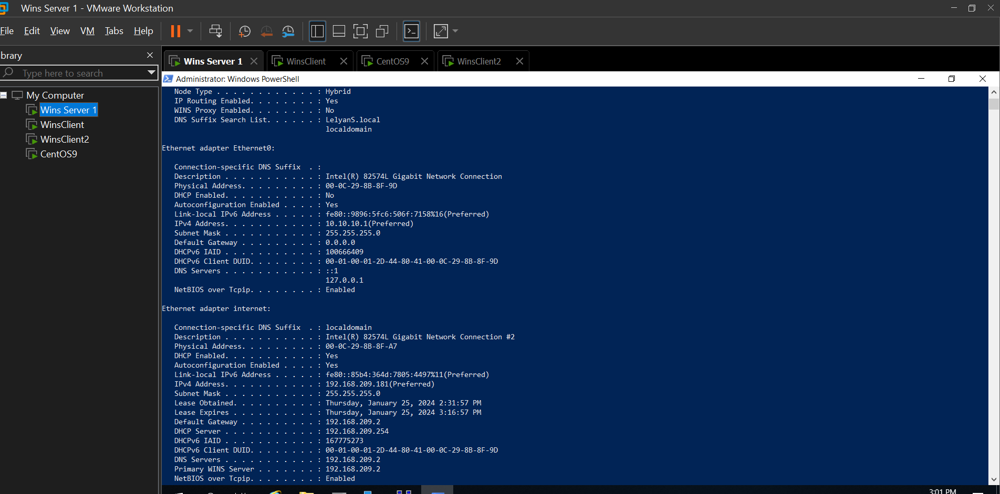 Wins Server 1 - VMware Workstation
File Edit View VM Tabs Help
brary
Type here to search
My Computer
Wins Server 1
WinsClient
WinsClient2
CentOS9
Wins Server 1 WinsClient CentOS9 WinsClient2
Administrator: Windows PowerShell
Node Type . . . . . . . . . . . . : Hybrid
IP Routing Enabled. . . . . . . . : Yes
WINS Proxy Enabled. . . . . . . . : No
DNS Suffix Search List. . . . . . : LelyanS.local
localdomain
Ethernet adapter Ethernet0:
Connection-specific DNS Suffix . :
Description . . . . . . . . . . . : Intel(R) 82574L Gigabit Network Connection
Physical Address. . . . . . . . . : 00-0C-29-8B-8F-9D
DHCP Enabled. . . . . . . . . . . : No
Autoconfiguration Enabled . . . . : Yes
Link-local IPv6 Address . . . . . : fe80::9896:5fc6:506f:7158%16(Preferred)
IPv4 Address. . . . . . . . . . . : 10.10.10.1(Preferred)
Subnet Mask . . . . . . . . . . . : 255.255.255.0
Default Gateway . . . . . . . . . : 0.0.0.0
DHCPv6 IAID . . . . . . . . . . . : 100666409
DHCPv6 Client DUID. . . . . . . . : 00-01-00-01-2D-44-80-41-00-0C-29-8B-8F-9D
DNS Servers . . . . . . . . . . . : ::1
127.0.0.1
NetBIOS over Tcpip. . . . . . . . : Enabled
Ethernet adapter internet:
Connection-specific DNS Suffix . : localdomain
Description . . . . . . . . . . . : Intel(R) 82574L Gigabit Network Connection #2
Physical Address. . . . . . . . . : 00-0C-29-8B-8F-A7
DHCP Enabled. . . . . . . . . . . : Yes
Autoconfiguration Enabled . . . . : Yes
Link-local IPv6 Address . . . . . : fe80::85b4:364d:7805:4497%11(Preferred)
IPv4 Address. . . . . . . . . . . : 192.168.209.181(Preferred)
Subnet Mask . . . . . . . . . . . : 255.255.255.0
Lease Obtained. . . . . . . . . . : Thursday, January 25, 2024 2:31:57 PM
Lease Expires . . . . . . . . . . : Thursday, January 25, 2024 3:16:57 PM
Default Gateway . . . . . . . . . : 192.168.209.2
DHCP Server . . . . . . . . . . . : 192.168.209.254
DHCPv6 IAID . . . . . . . . . . . : 167775273
DHCPv6 Client DUID. . . . . . . . : 00-01-00-01-2D-44-80-41-00-0C-29-8B-8F-9D
DNS Servers . . . . . . . . . . . : 192.168.209.2
Primary WINS Server . . . . . . . : 192.168.209.2
NetBIOS over Tcpip. . . . . . . . : Enabled
3:01 PM